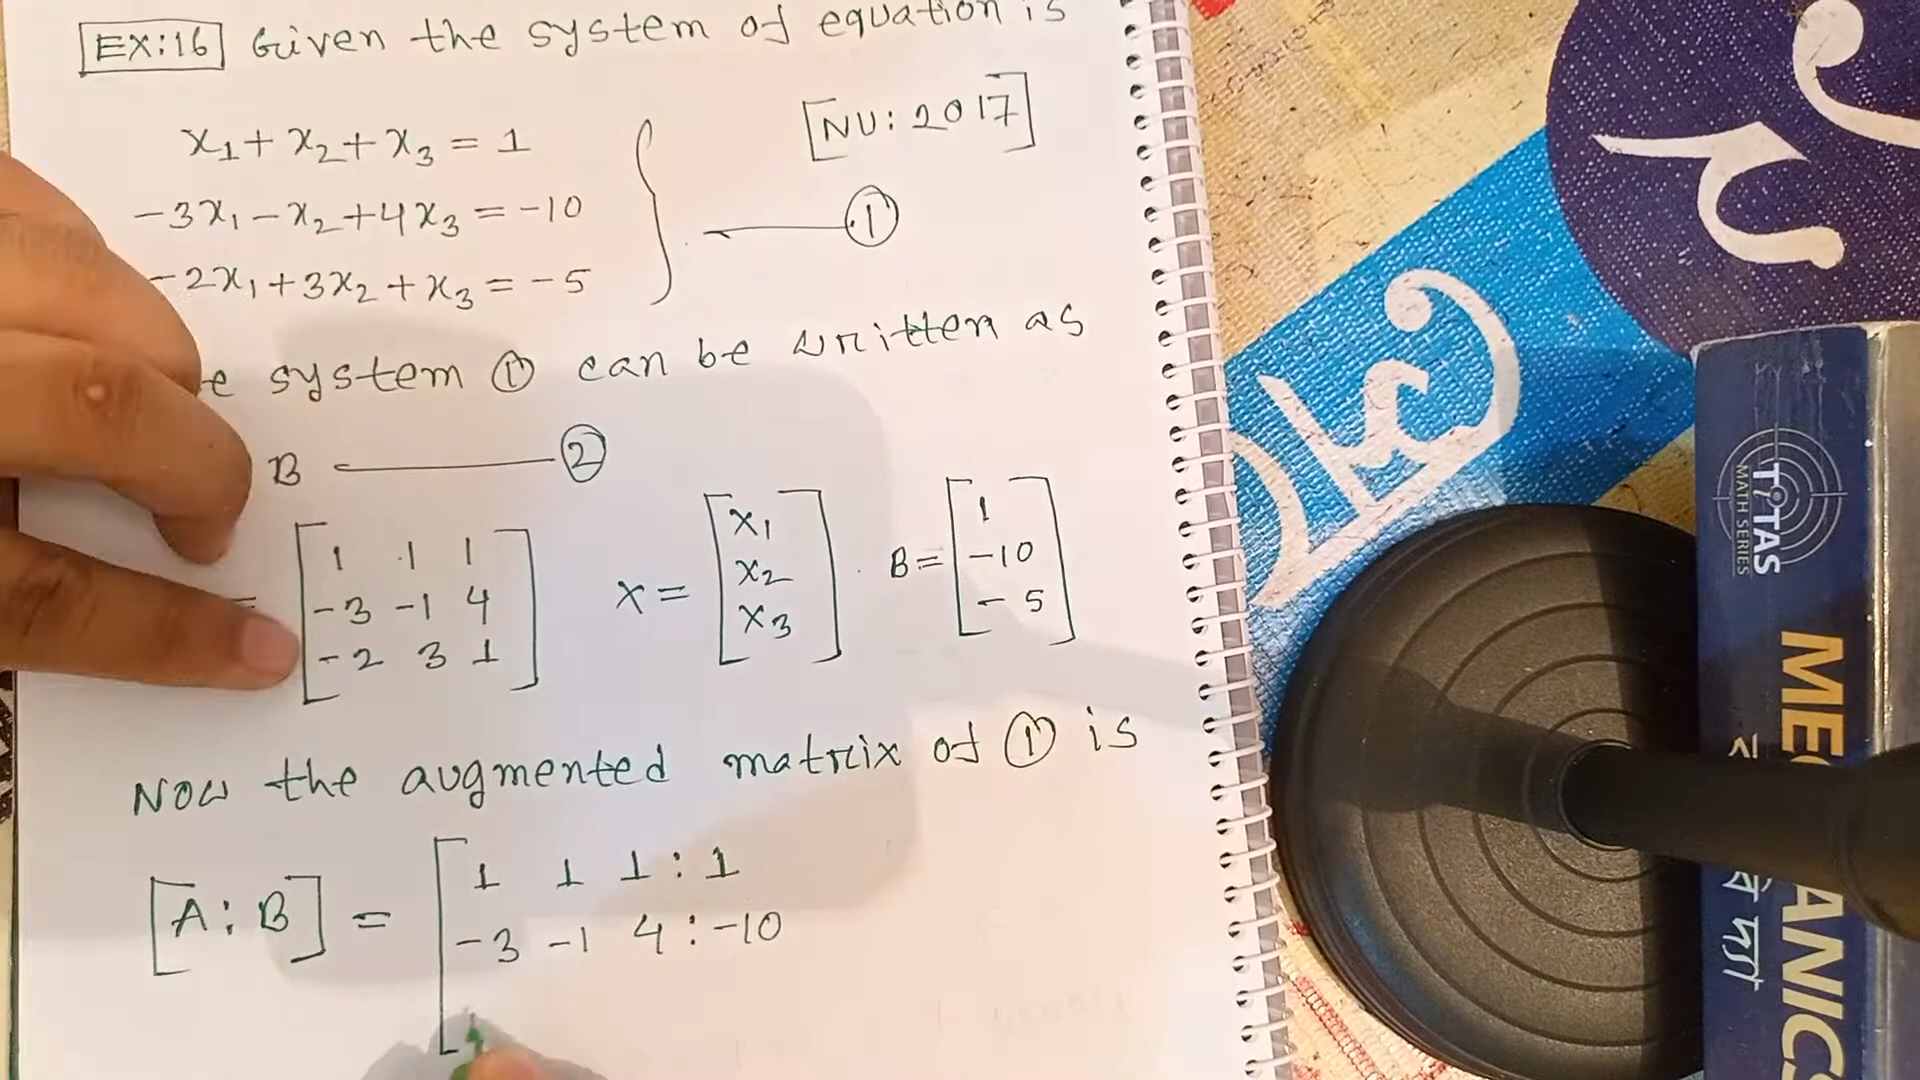 EX:16 Given the system of equation is
[NU: 2017]
x₁ + x₂ + x₃ = 1
-3x₁ - x₂ + 4x₃ = -10
①
-2x₁ + 3x₂ + x₃ = -5
system ① can be written as
B ②
= [1 1 1
-3 -1 4
-2 3 1]
X = [x₁
x₂
x₃]
B = [1
-10
-5]
Now the augmented matrix of ① is
[A : B] = [1 1 1 : 1
-3 -1 4 : -10
μ
TITAS
MATH SERIES